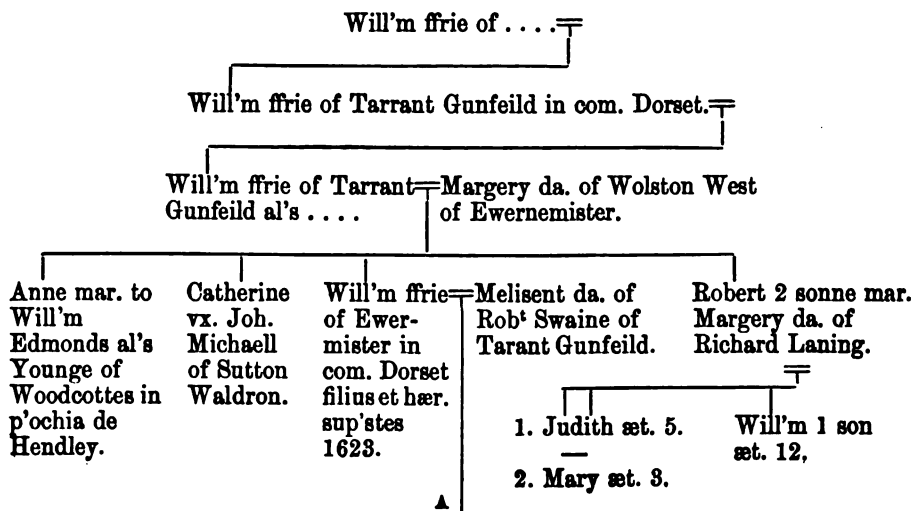 Will'm ffrie of . . . .
Will'm ffrie of Tarrant Gunfeild in com. Dorset.
Will'm ffrie of Tarrant
Gunfeild al's . . . .
Margery da. of Wolston West
of Ewernemister.
Anne mar. to
Will'm
Edmonds al's
Younge of
Woodcottes in
p'ochia de
Hendley.
Catherine
vx. Joh.
Michaell
of Sutton
Waldron.
Will'm ffrie
of Ewer-
mister in
com. Dorset
filius et hær.
sup'stes
1623.
Melisent da. of
Robᵗ Swaine of
Tarant Gunfeild.
Robert 2 sonne mar.
Margery da. of
Richard Laning.
1. Judith æt. 5.
2. Mary æt. 3.
Will'm 1 son
æt. 12,
A